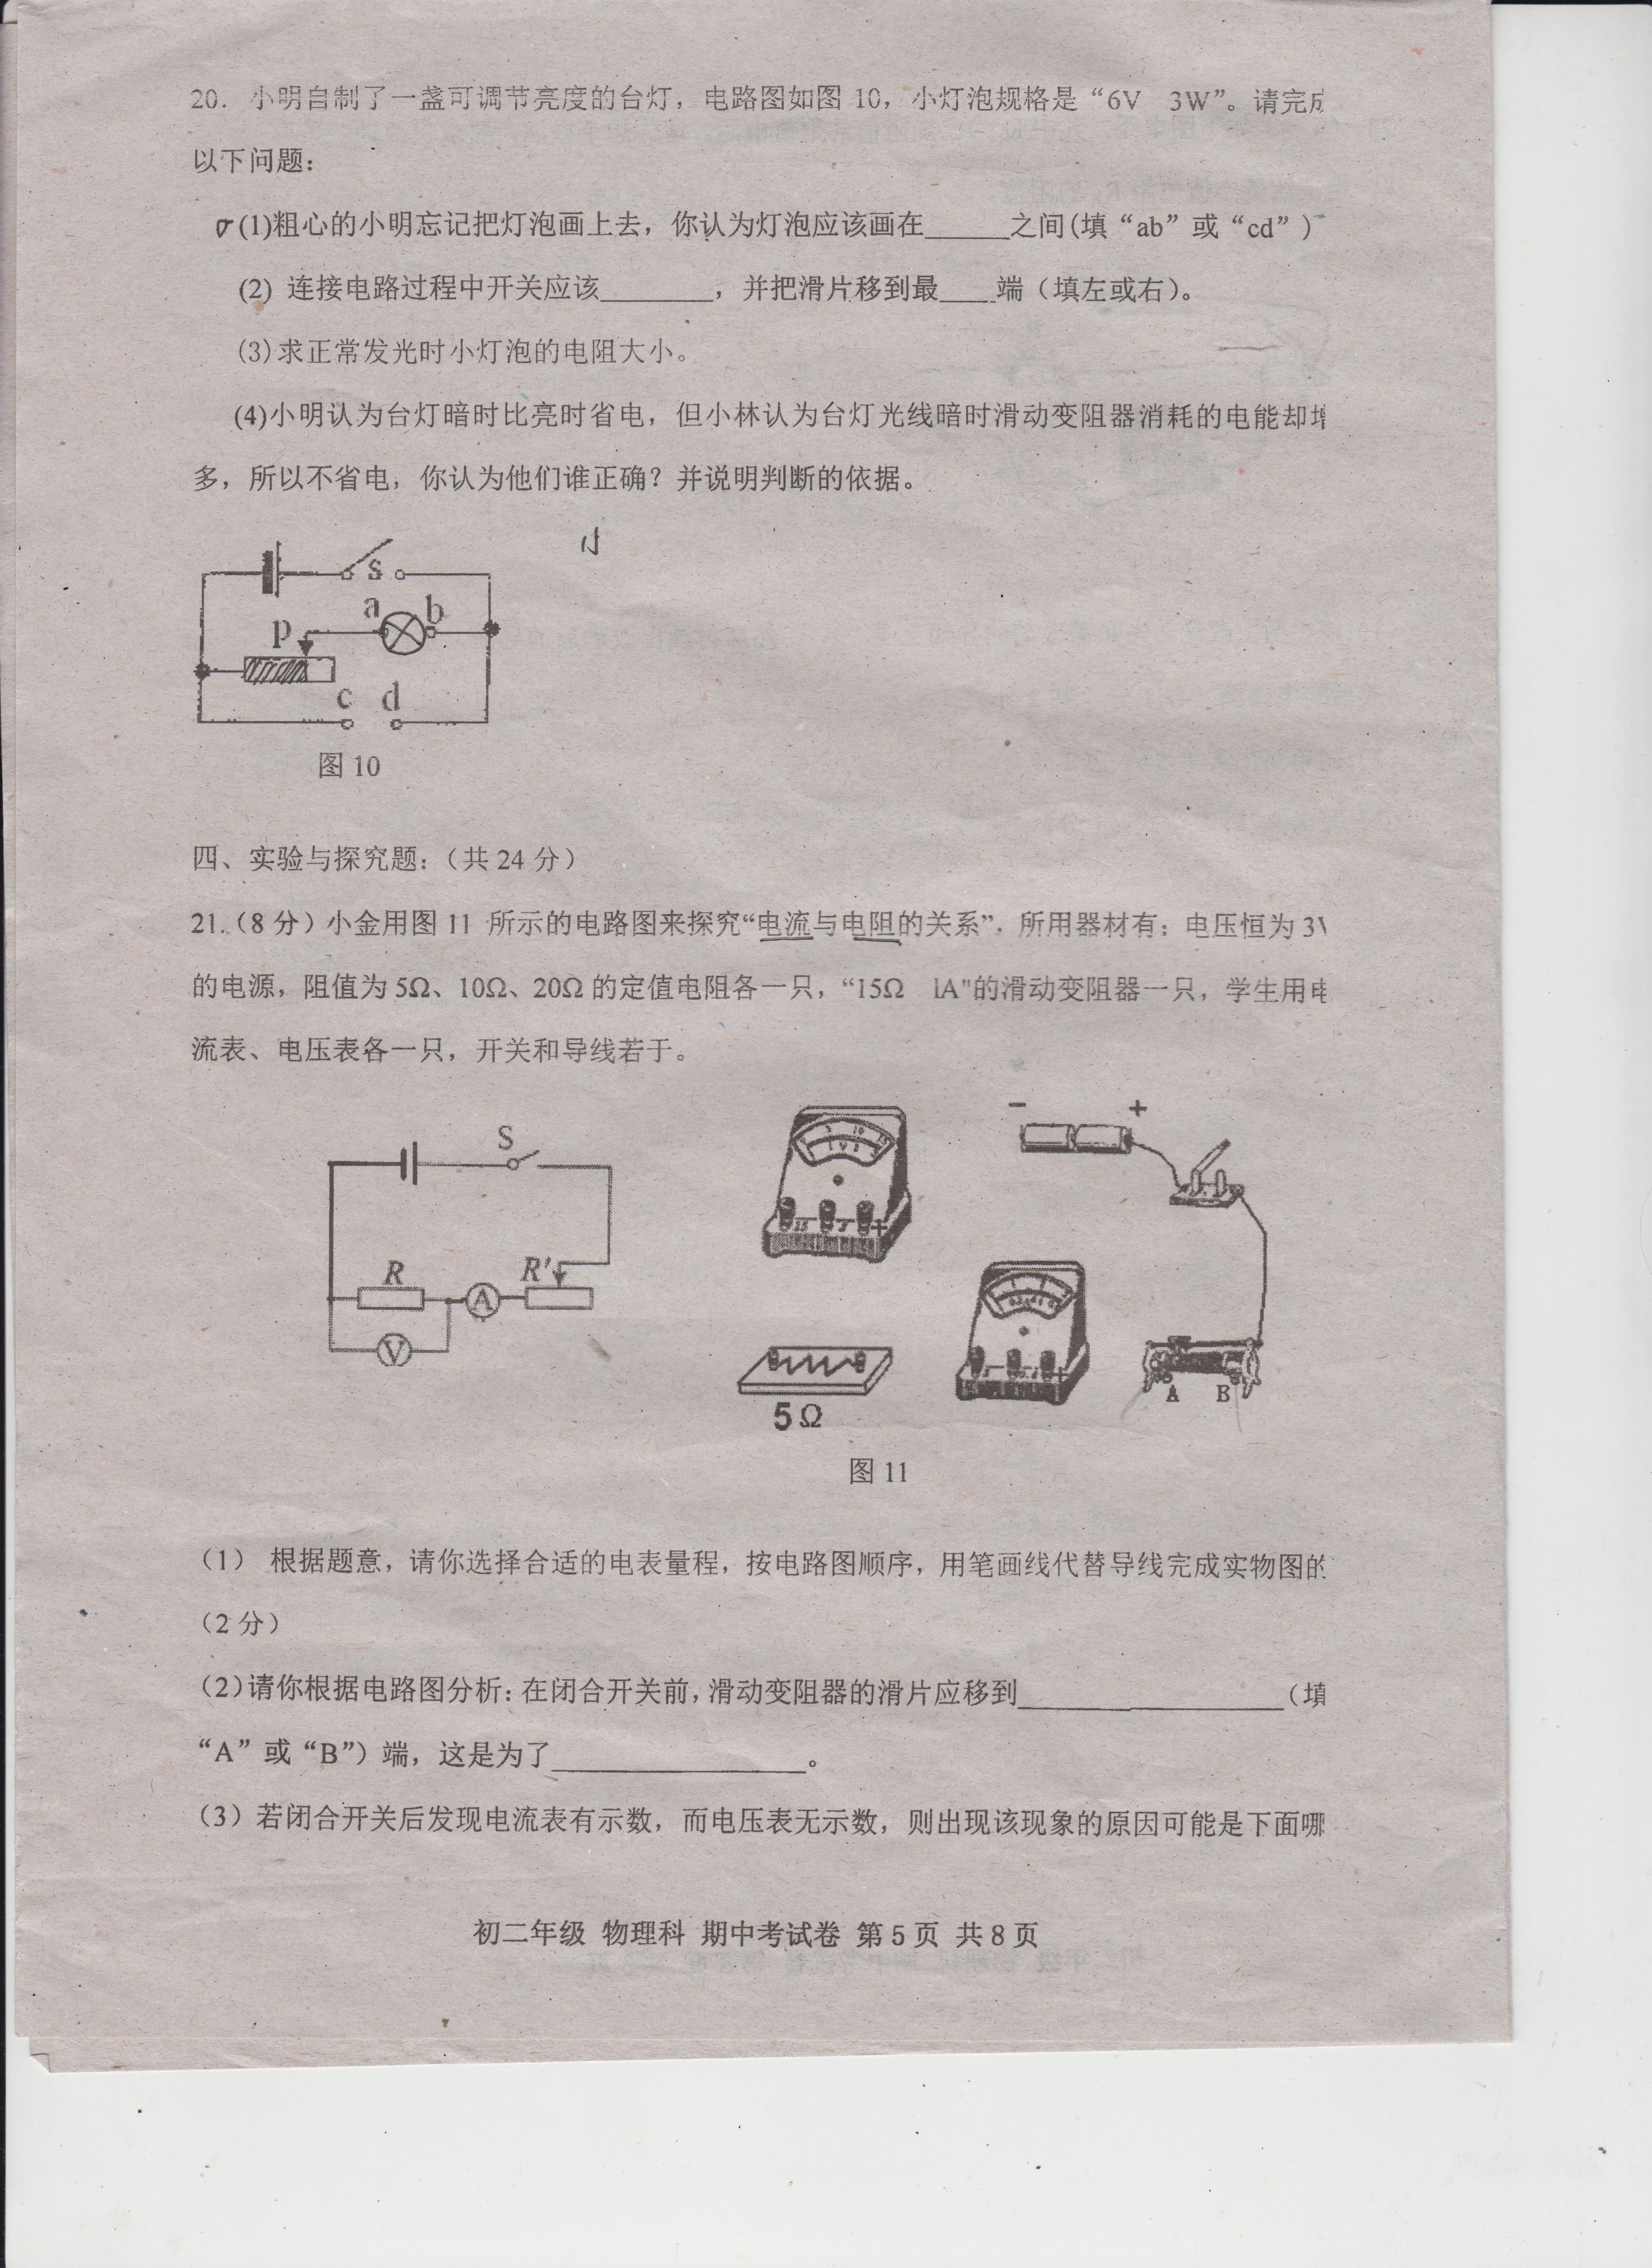 20. 小明自制了一盏可调节亮度的台灯，电路图如图 10，小灯泡规格是“6V 3W”。请完成
以下问题：
(1)粗心的小明忘记把灯泡画上去，你认为灯泡应该画在______之间(填“ab”或“cd”)
(2) 连接电路过程中开关应该________，并把滑片移到最____端（填左或右）。
(3)求正常发光时小灯泡的电阻大小。
(4)小明认为台灯暗时比亮时省电，但小林认为台灯光线暗时滑动变阻器消耗的电能却增
多，所以不省电，你认为他们谁正确？并说明判断的依据。
小
s
a b
p
c d
图 10
四、实验与探究题：（共 24 分）
21.（8 分）小金用图 11 所示的电路图来探究“电流与电阻的关系”，所用器材有：电压恒为 3V
的电源，阻值为 5Ω、10Ω、20Ω 的定值电阻各一只，“15Ω 1A"的滑动变阻器一只，学生用电
流表、电压表各一只，开关和导线若于。
S
R
A
R'
V
- +
5Ω
A B
图 11
（1） 根据题意，请你选择合适的电表量程，按电路图顺序，用笔画线代替导线完成实物图的
（2 分）
（2）请你根据电路图分析：在闭合开关前，滑动变阻器的滑片应移到__________________（填
“A”或“B”）端，这是为了__________________。
（3）若闭合开关后发现电流表有示数，而电压表无示数，则出现该现象的原因可能是下面哪
初二年级 物理科 期中考试卷 第 5 页 共 8 页